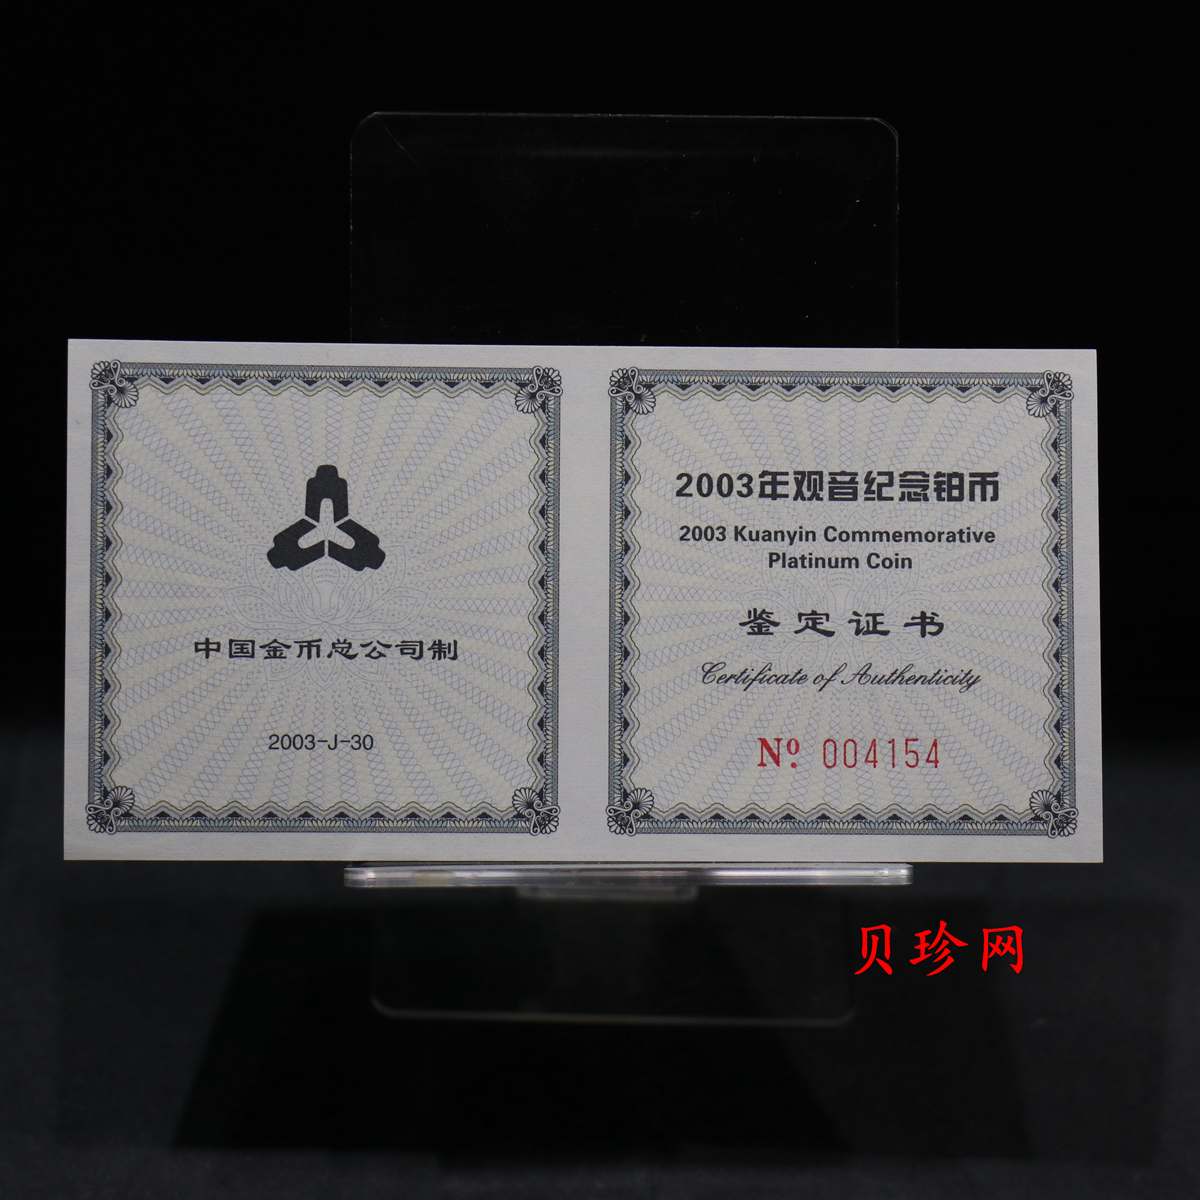 中国金币总公司制
2003-J-30
2003年观音纪念铂币
2003 Kuanyin Commemorative
Platinum Coin
鉴定证书
Certificate of Authenticity
Nº 004154
贝珍网